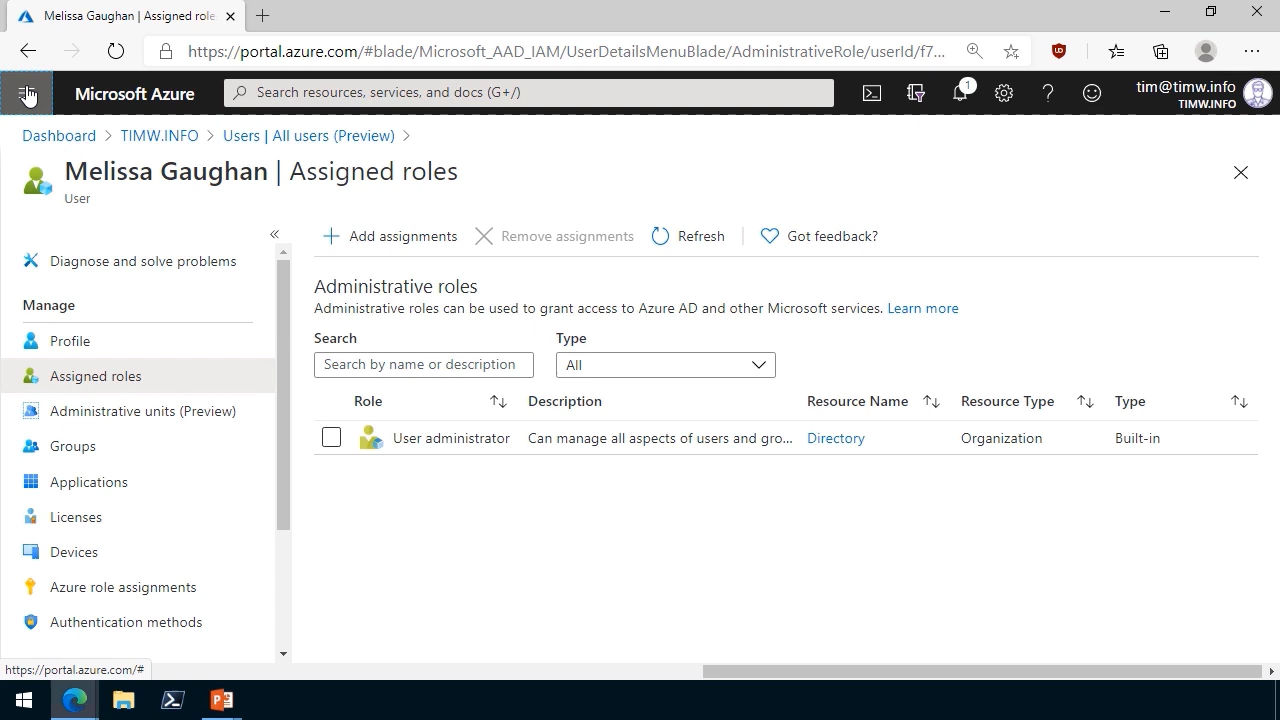 Melissa Gaughan | Assigned role
https://portal.azure.com/#blade/Microsoft_AAD_IAM/UserDetailsMenuBlade/AdministrativeRole/userId/f7...
Microsoft Azure
Search resources, services, and docs (G+/)
1
tim@timw.info
TIMW.INFO
Dashboard > TIMW.INFO > Users | All users (Preview) >
Melissa Gaughan | Assigned roles
User
«
Add assignments
Remove assignments
Refresh
Got feedback?
Diagnose and solve problems
Manage
Profile
Assigned roles
Administrative units (Preview)
Groups
Applications
Licenses
Devices
Azure role assignments
Authentication methods
Administrative roles
Administrative roles can be used to grant access to Azure AD and other Microsoft services. Learn more
Search
Type
Search by name or description
All
Role
Description
Resource Name
Resource Type
Type
User administrator
Can manage all aspects of users and gro...
Directory
Organization
Built-in
https://portal.azure.com/#